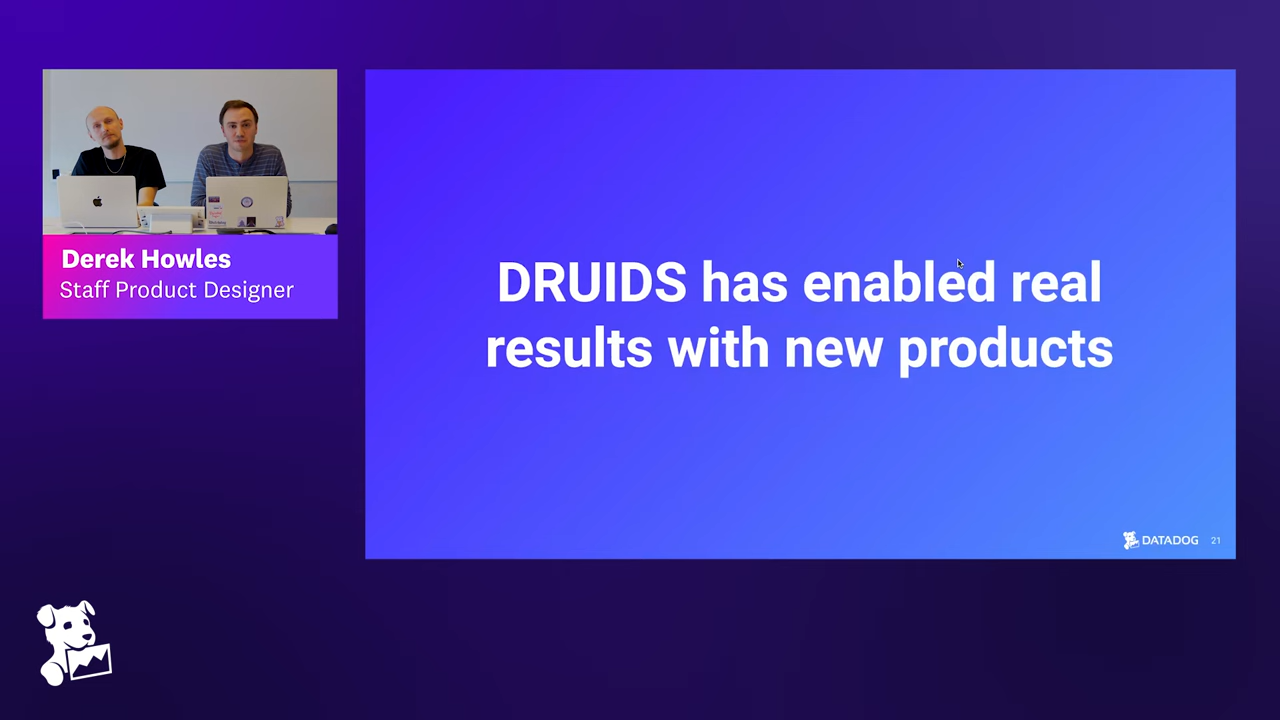 Derek Howles
Staff Product Designer
DRUIDS has enabled real
results with new products
DATADOG 21